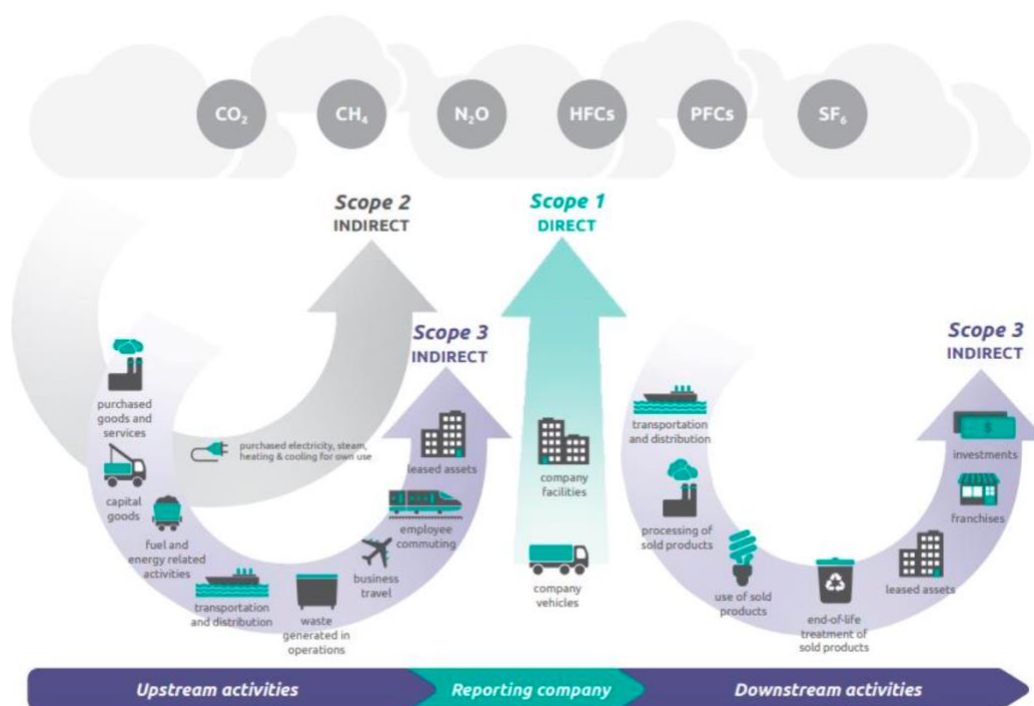 CO₂
CH₄
N₂O
HFCs
PFCs
SF₆
Scope 2
INDIRECT
Scope 1
DIRECT
Scope 3
INDIRECT
Scope 3
INDIRECT
purchased
goods and
services
capital
goods
fuel and
energy related
activities
transportation
and distribution
waste
generated in
operations
business
travel
employee
commuting
leased assets
purchased electricity, steam,
heating & cooling for own use
company
facilities
company
vehicles
transportation
and distribution
processing of
sold products
use of sold
products
end-of-life
treatment of
sold products
leased assets
franchises
$
investments
Upstream activities
Reporting company
Downstream activities